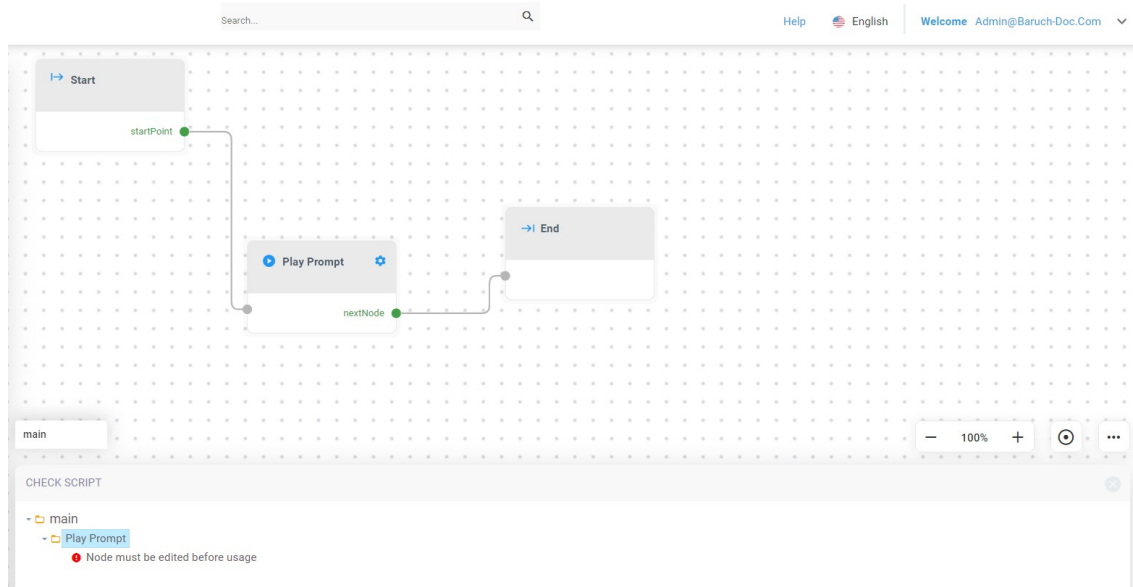 Search...
Help English Welcome Admin@Baruch-Doc.Com
Start
startPoint
End
Play Prompt
nextNode
main
100%
CHECK SCRIPT
main
Play Prompt
Node must be edited before usage